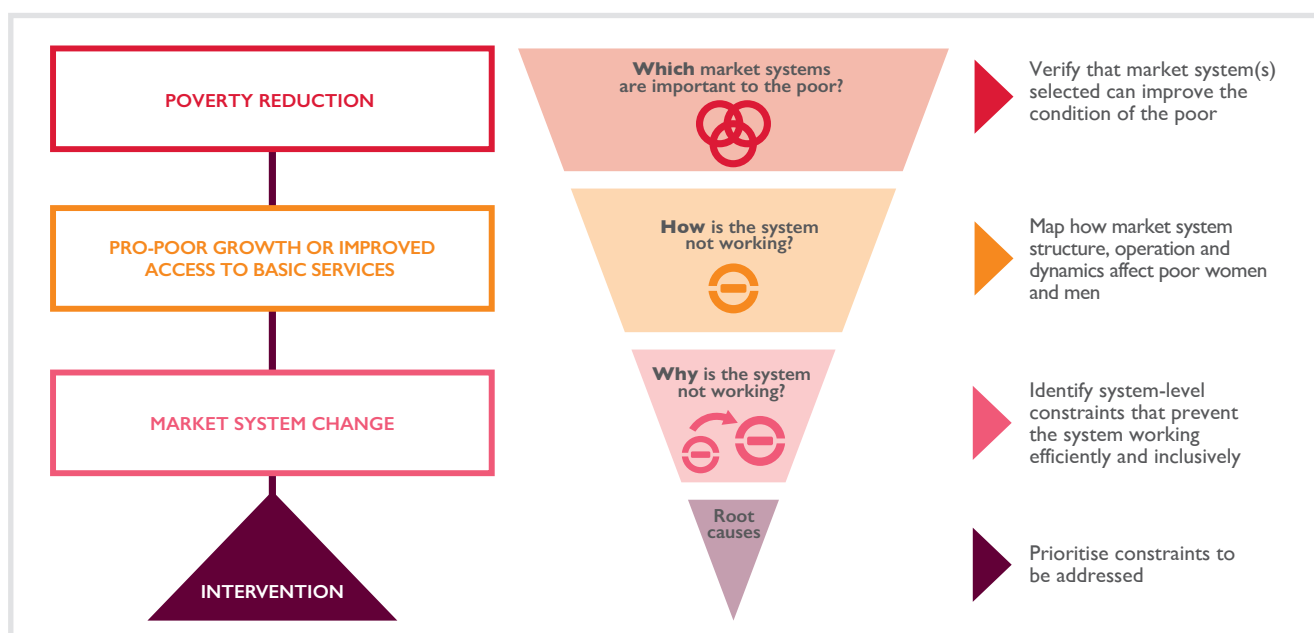 POVERTY REDUCTION
Which market systems
are important to the poor?
Verify that market system(s)
selected can improve the
condition of the poor
PRO-POOR GROWTH OR IMPROVED
ACCESS TO BASIC SERVICES
How is the system
not working?
Map how market system
structure, operation and
dynamics affect poor women
and men
MARKET SYSTEM CHANGE
Why is the system
not working?
Identify system-level
constraints that prevent
the system working
efficiently and inclusively
INTERVENTION
Root
causes
Prioritise constraints to
be addressed